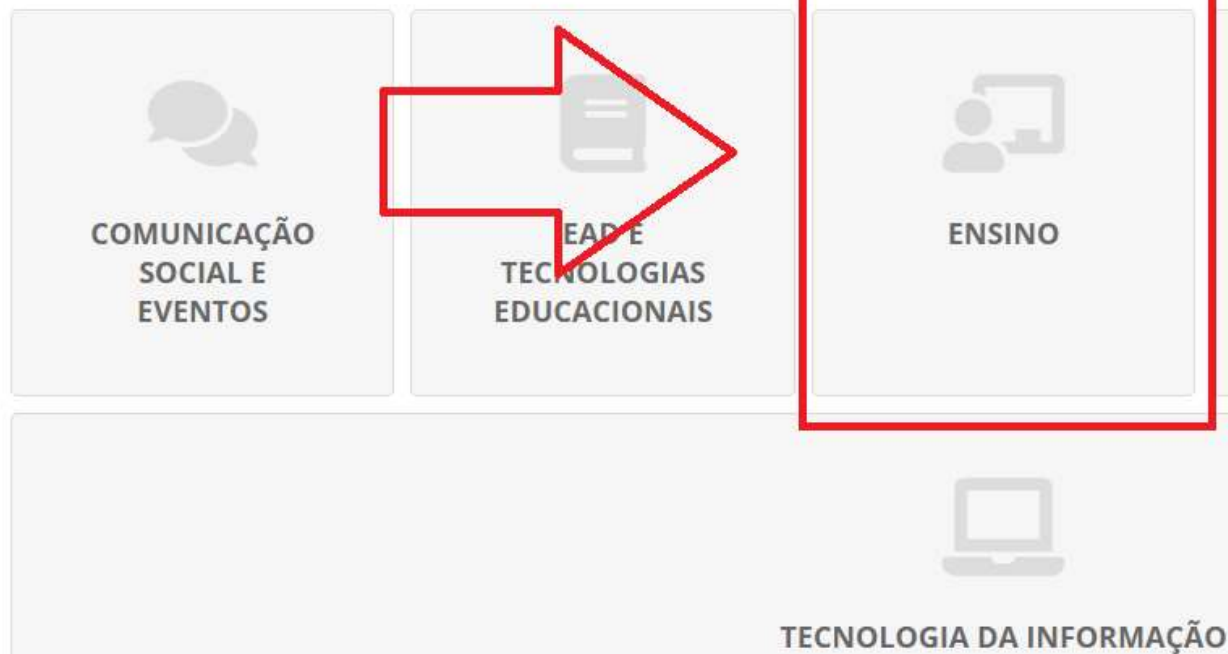 COMUNICAÇÃO
SOCIAL E
EVENTOS
EAD E
TECNOLOGIAS
EDUCACIONAIS
ENSINO
TECNOLOGIA DA INFORMAÇÃO